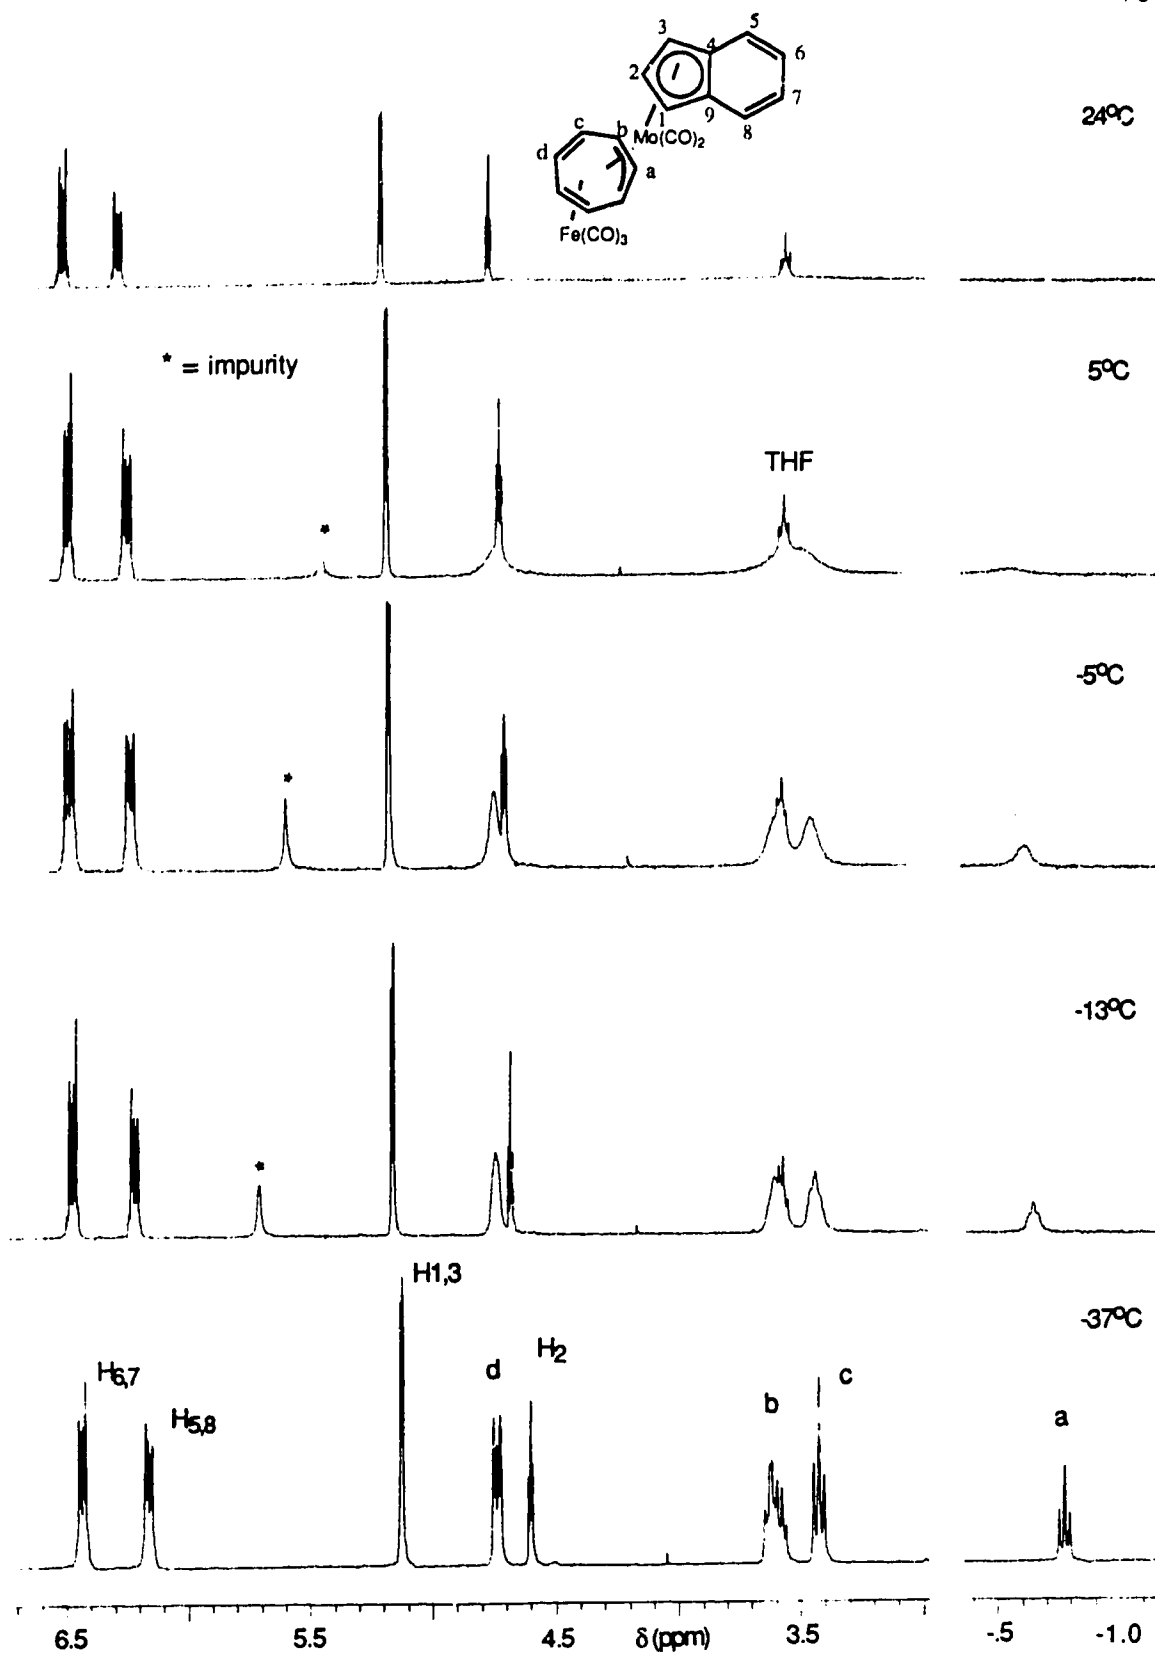 3
5
4
6
2
7
24°C
1
9
8
c
b
Mo(CO)₂
d
a
Fe(CO)₃
* = impurity
5°C
THF
*
-5°C
*
-13°C
*
H1,3
-37°C
H₂
H6,7
d
c
b
H5,8
a
6.5 5.5 4.5 δ(ppm) 3.5 -.5 -1.0